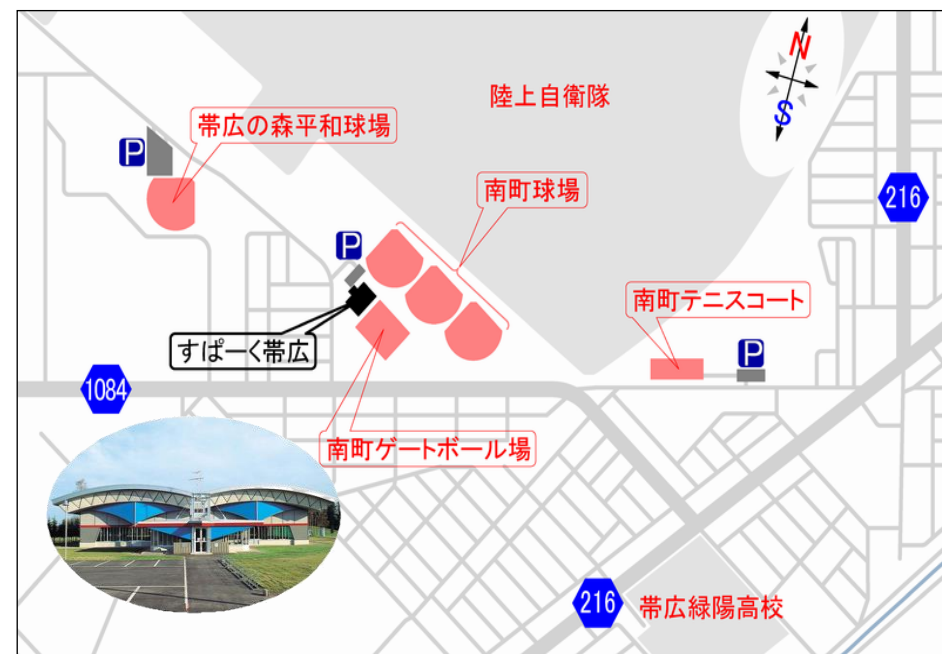 N
陸上自衛隊
S
帯広の森平和球場
P
216
南町球場
P
南町テニスコート
すぱーく帯広
P
1084
南町ゲートボール場
216
帯広緑陽高校